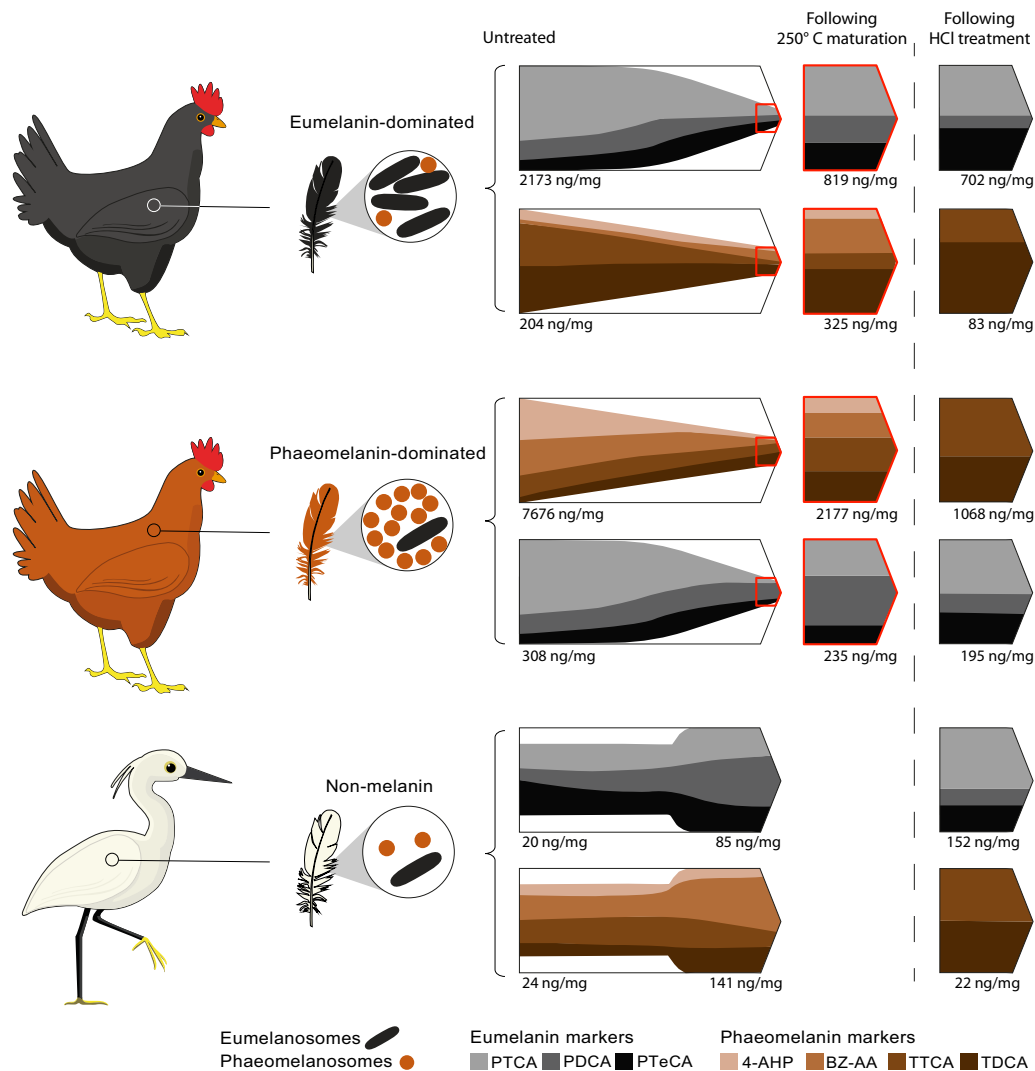 Untreated
Following
250° C maturation
Following
HCl treatment
Eumelanin-dominated
2173 ng/mg
819 ng/mg
702 ng/mg
204 ng/mg
325 ng/mg
83 ng/mg
Phaeomelanin-dominated
7676 ng/mg
2177 ng/mg
1068 ng/mg
308 ng/mg
235 ng/mg
195 ng/mg
Non-melanin
20 ng/mg
85 ng/mg
152 ng/mg
24 ng/mg
141 ng/mg
22 ng/mg
Eumelanosomes
Phaeomelanosomes
Eumelanin markers
PTCA PDCA PTeCA
Phaeomelanin markers
4-AHP BZ-AA TTCA TDCA